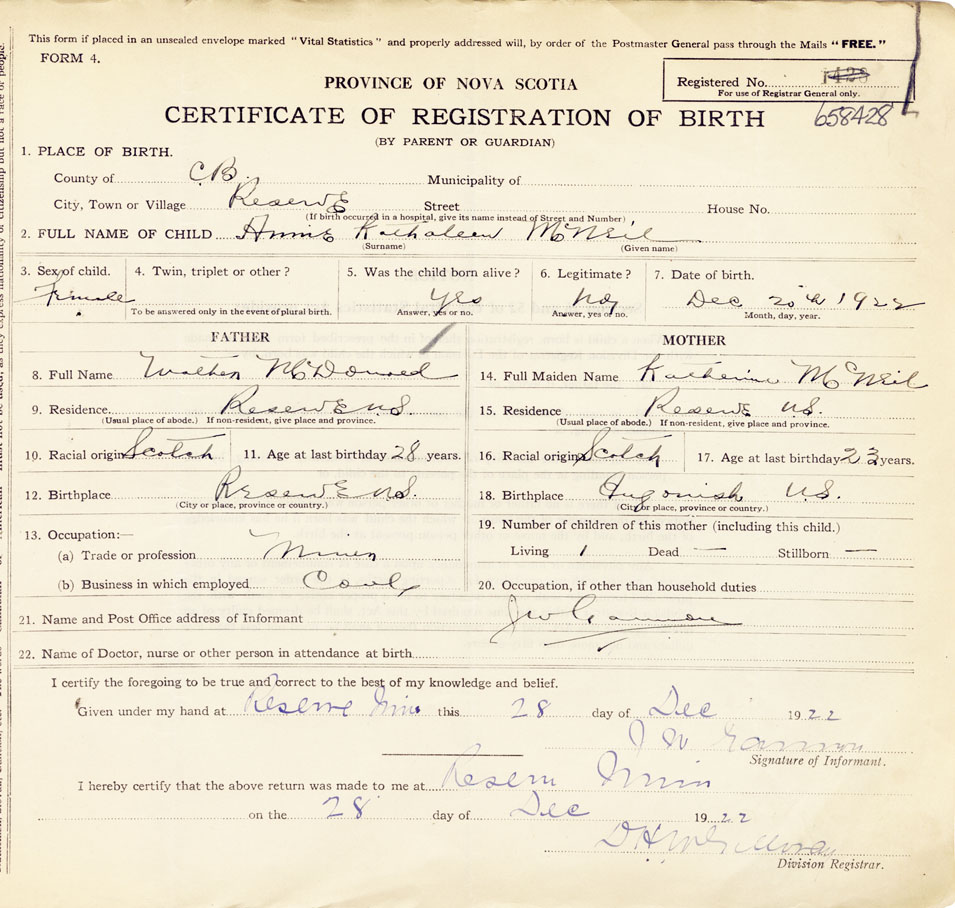 This form if placed in an unsealed envelope marked "Vital Statistics" and properly addressed will, by order of the Postmaster General pass through the Mails "FREE."
FORM 4.
PROVINCE OF NOVA SCOTIA
Registered No. 1428
For use of Registrar General only.
CERTIFICATE OF REGISTRATION OF BIRTH 658428
(BY PARENT OR GUARDIAN)
1. PLACE OF BIRTH.
County of C.B. Municipality of
City, Town or Village Reserve Street House No.
(If birth occurred in a hospital, give its name instead of Street and Number)
2. FULL NAME OF CHILD Annie Kathaleen McNeil
(Surname) (Given name)
3. Sex of child. 4. Twin, triplet or other? 5. Was the child born alive? 6. Legitimate? 7. Date of birth.
Female Yes No Dec 20th 1922
To be answered only in the event of plural birth. Answer, yes or no. Answer, yes or no. Month, day, year.
FATHER MOTHER
8. Full Name McDonald 14. Full Maiden Name Katherine McNeil
9. Residence Reserve N.S. 15. Residence Reserve N.S.
(Usual place of abode.) If non-resident, give place and province. (Usual place of abode.) If non-resident, give place and province.
10. Racial origin Scotch 11. Age at last birthday 28 years. 16. Racial origin Scotch 17. Age at last birthday 23 years.
12. Birthplace Reserve N.S. 18. Birthplace Ingonish N.S.
(City or place, province or country.) (City or place, province or country.)
13. Occupation:— 19. Number of children of this mother (including this child.)
(a) Trade or profession Miner Living 1 Dead — Stillborn —
(b) Business in which employed Coal 20. Occupation, if other than household duties
21. Name and Post Office address of Informant J W
22. Name of Doctor, nurse or other person in attendance at birth
I certify the foregoing to be true and correct to the best of my knowledge and belief.
Given under my hand at Reserve Mines this 28 day of Dec 1922
J W
Signature of Informant.
I hereby certify that the above return was made to me at Reserve Mines
on the 28 day of Dec 1922
D H
Division Registrar.